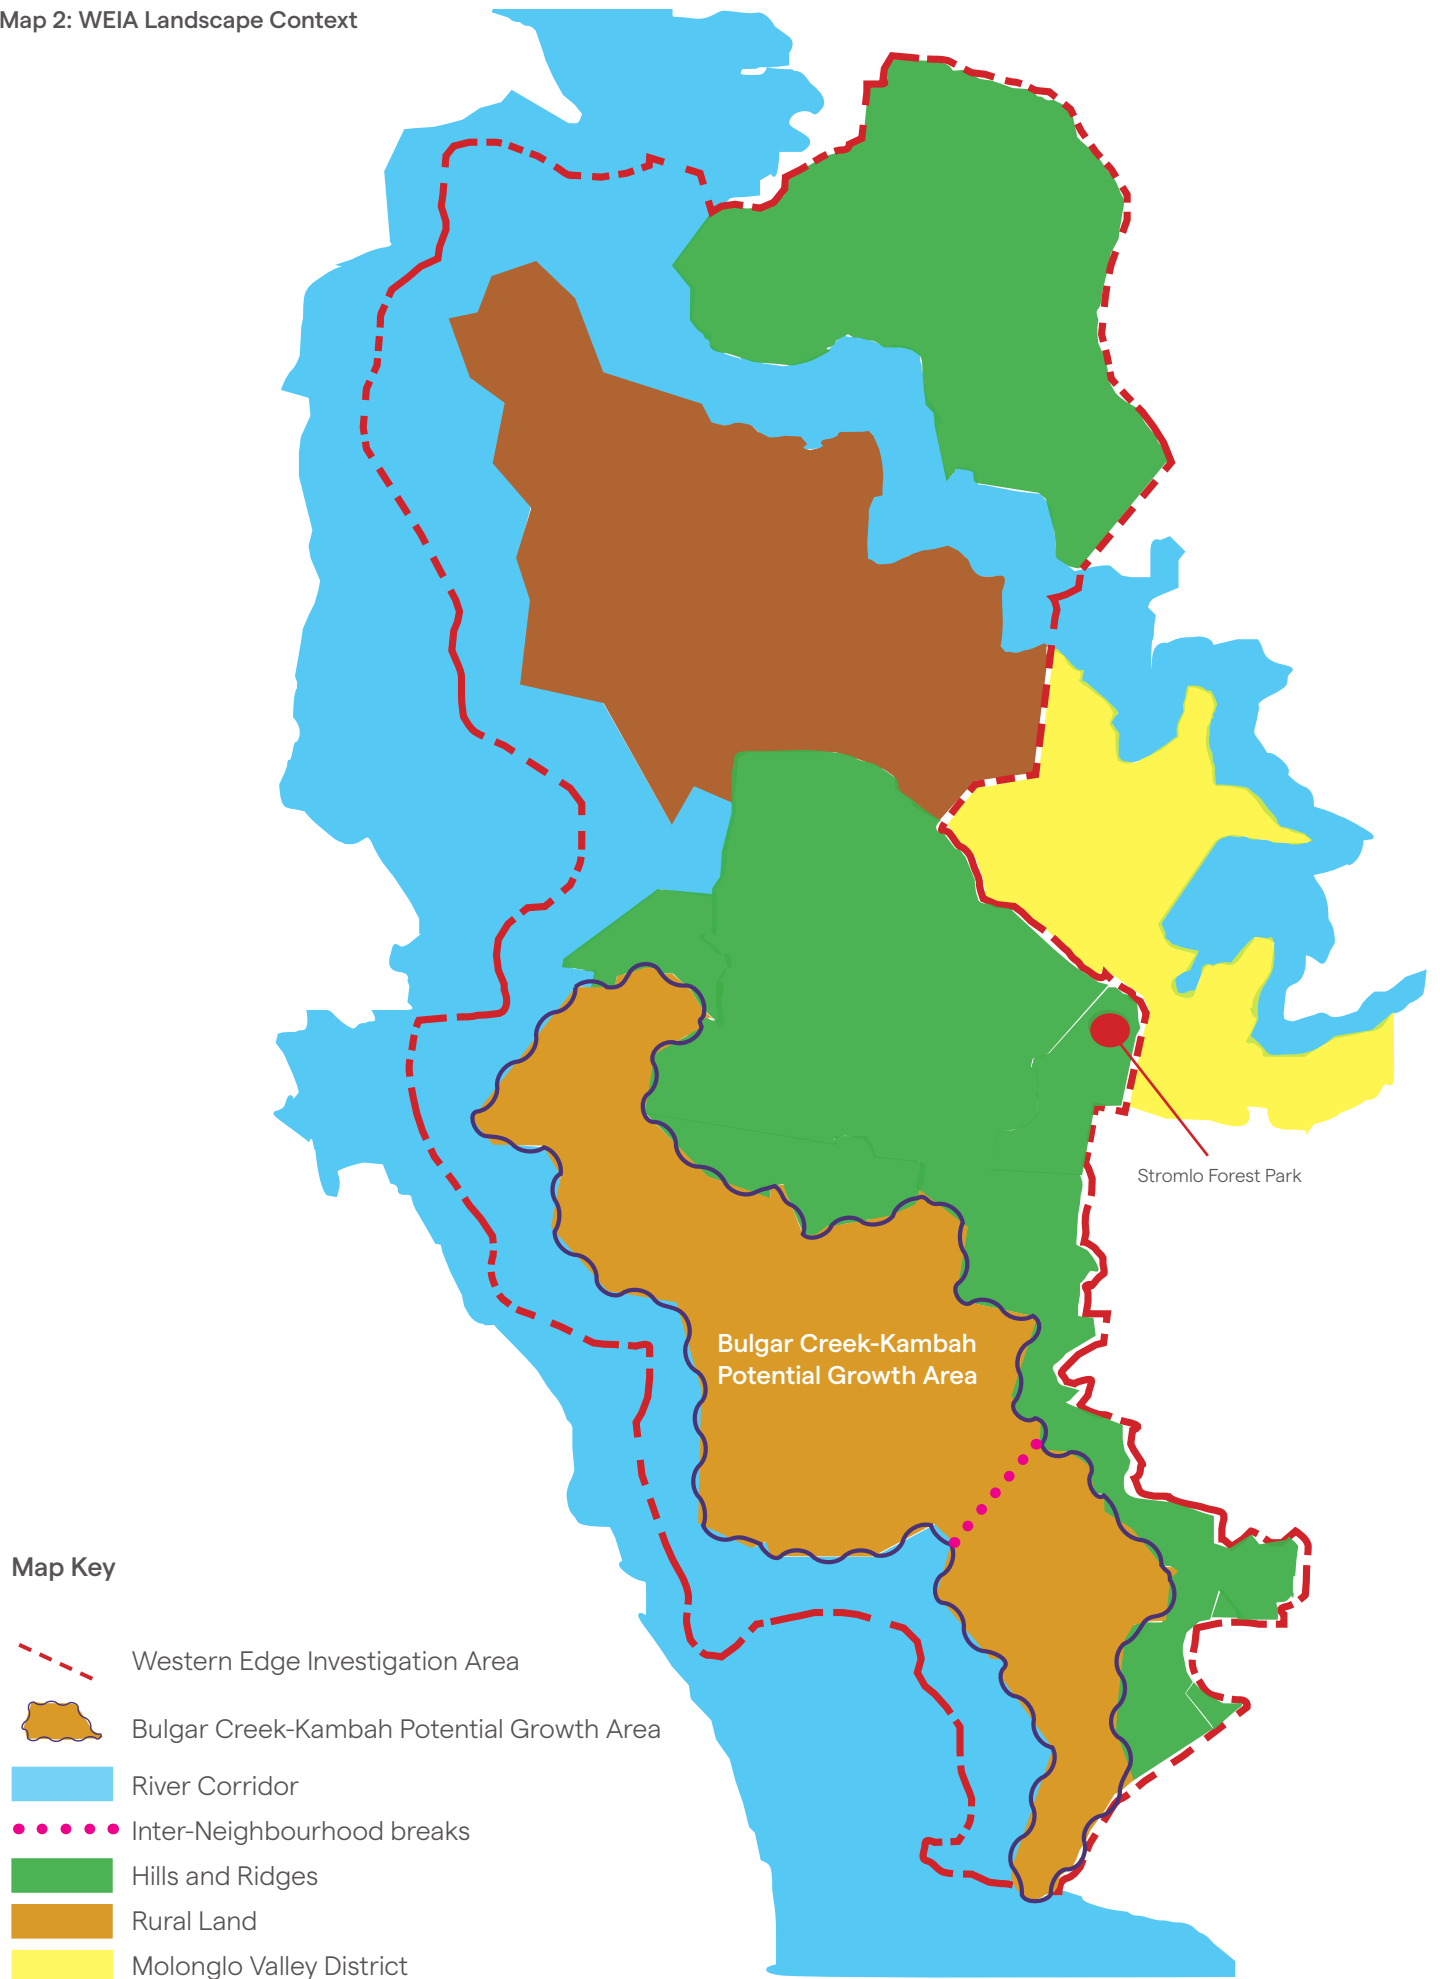 Map 2: WEIA Landscape Context
Stromlo Forest Park
Bulgar Creek-Kambah
Potential Growth Area
Map Key
Western Edge Investigation Area
Bulgar Creek-Kambah Potential Growth Area
River Corridor
Inter-Neighbourhood breaks
Hills and Ridges
Rural Land
Molonglo Valley District